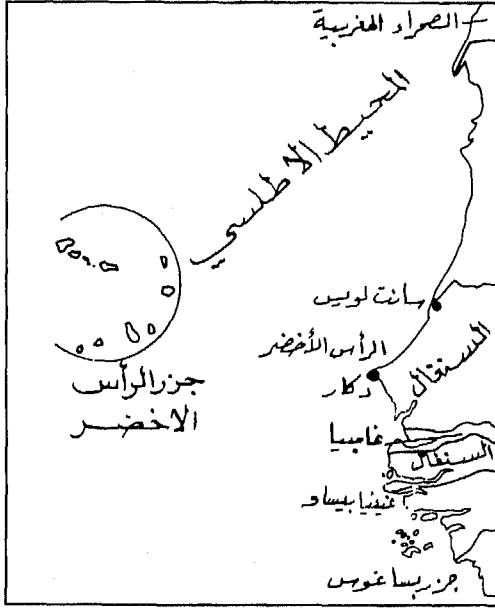 الصحراء المغربية
المحيط الاطلسي
سانت لويس
السنغال
الرأس الأخضر
دكار
جزر الرأس
الاخضر
غامبيا
السنغال
غينيا بيساو
جزر بساغوس